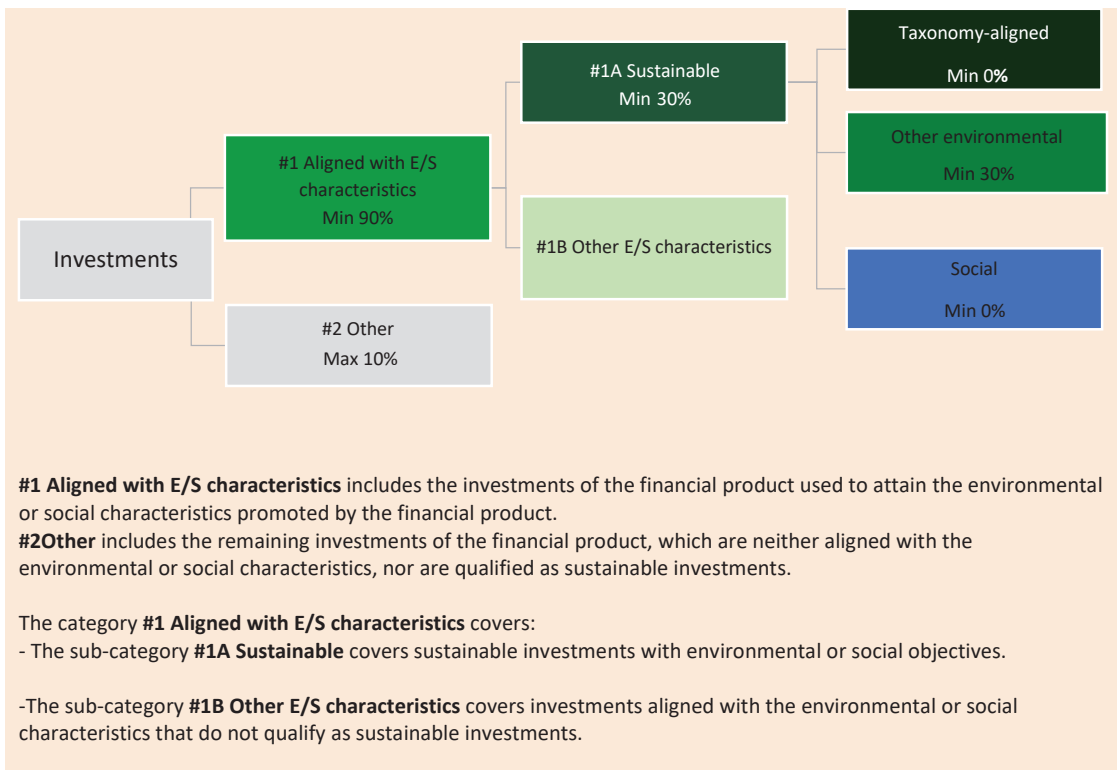 Investments
#1 Aligned with E/S
characteristics
Min 90%
#2 Other
Max 10%
#1A Sustainable
Min 30%
#1B Other E/S characteristics
Taxonomy-aligned
Min 0%
Other environmental
Min 30%
Social
Min 0%
#1 Aligned with E/S characteristics includes the investments of the financial product used to attain the environmental
or social characteristics promoted by the financial product.
#2Other includes the remaining investments of the financial product, which are neither aligned with the
environmental or social characteristics, nor are qualified as sustainable investments.
The category #1 Aligned with E/S characteristics covers:
- The sub-category #1A Sustainable covers sustainable investments with environmental or social objectives.
-The sub-category #1B Other E/S characteristics covers investments aligned with the environmental or social
characteristics that do not qualify as sustainable investments.